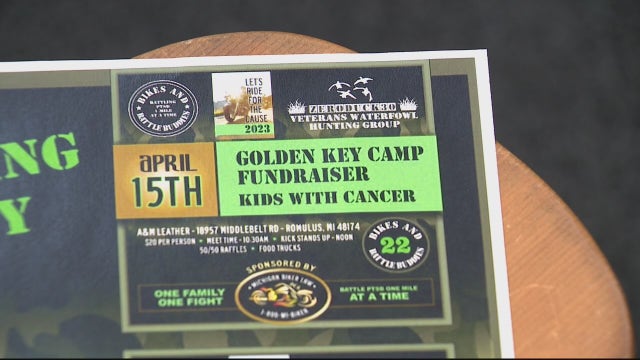 NG
Y
BIKES AND
BATTLING
PTSD
1 MILE
AT A TIME
BATTLE BUDDIES
LET'S
RIDE
FOR
THE
CAUSE
2023
ZERODUCK30
VETERANS WATERFOWL
HUNTING GROUP
APRIL
15TH
GOLDEN KEY CAMP
FUNDRAISER
KIDS WITH CANCER
A&M LEATHER - 18957 MIDDLEBELT RD - ROMULUS, MI 48174
$20 PER PERSON • MEET TIME - 10:30AM • KICK STANDS UP - NOON
50/50 RAFFLES • FOOD TRUCKS
BIKES AND
22
BATTLE BUDDIES
SPONSORED BY
MICHIGAN BIKER LAW
1-800-MI-BIKER
ONE FAMILY
ONE FIGHT
BATTLE PTSD ONE MILE
AT A TIME